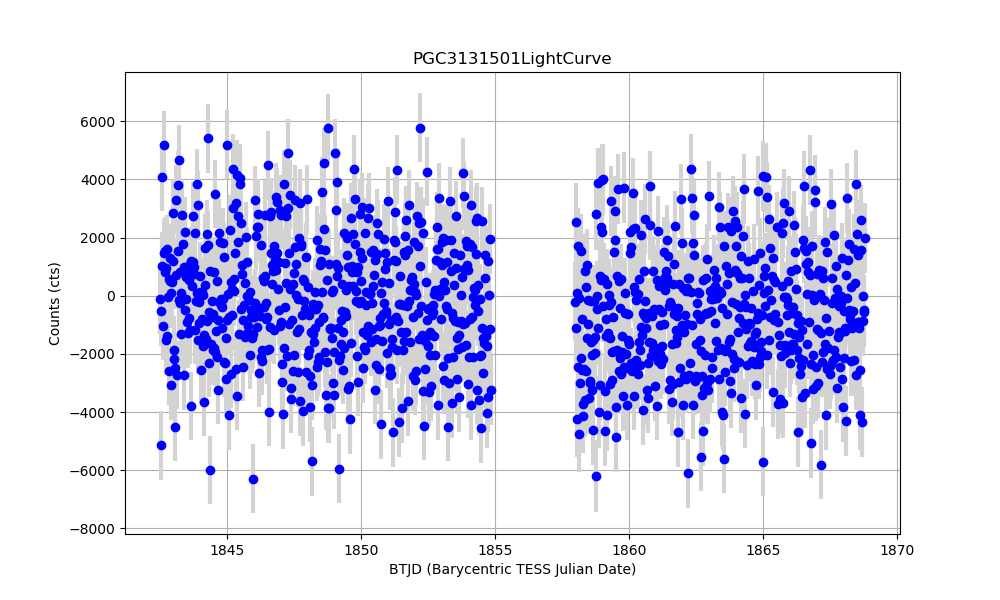 PGC3131501LightCurve
Counts (cts)
6000
4000
2000
0
−2000
−4000
−6000
−8000
1845 1850 1855 1860 1865 1870
BTJD (Barycentric TESS Julian Date)